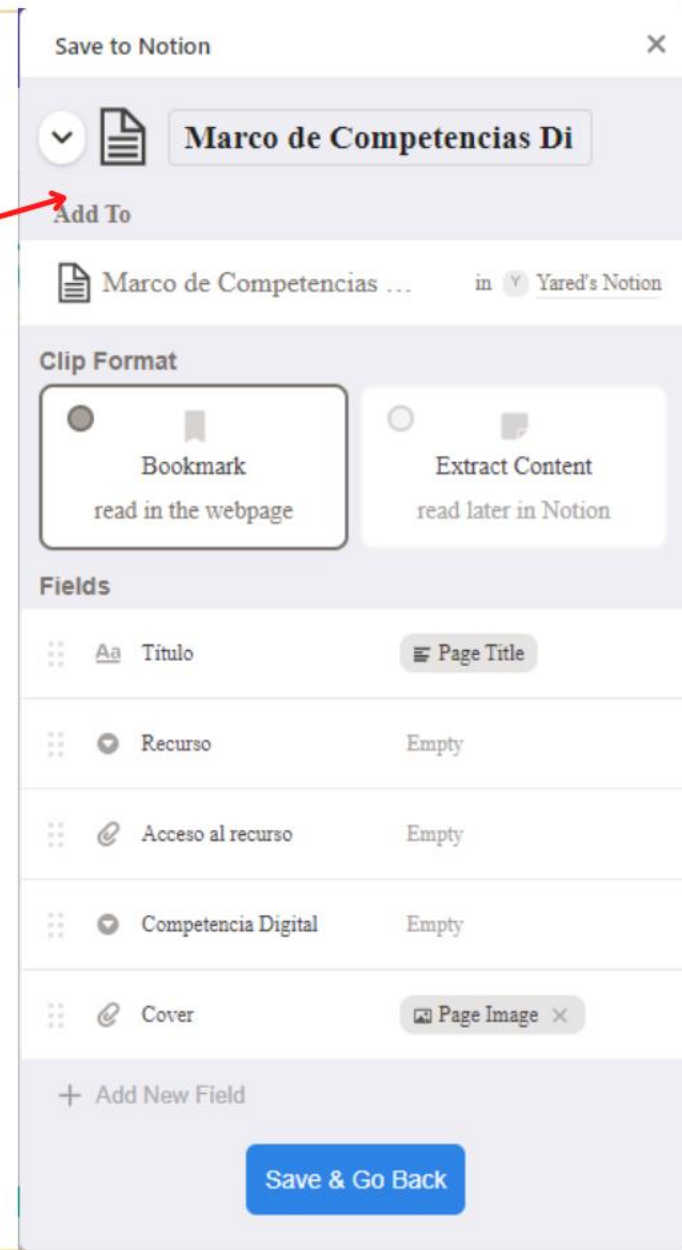 Save to Notion
Marco de Competencias Di
Add To
Marco de Competencias ... in Y Yared's Notion
Clip Format
Bookmark
read in the webpage
Extract Content
read later in Notion
Fields
Aa Título Page Title
Recurso Empty
Acceso al recurso Empty
Competencia Digital Empty
Cover Page Image
Add New Field
Save & Go Back